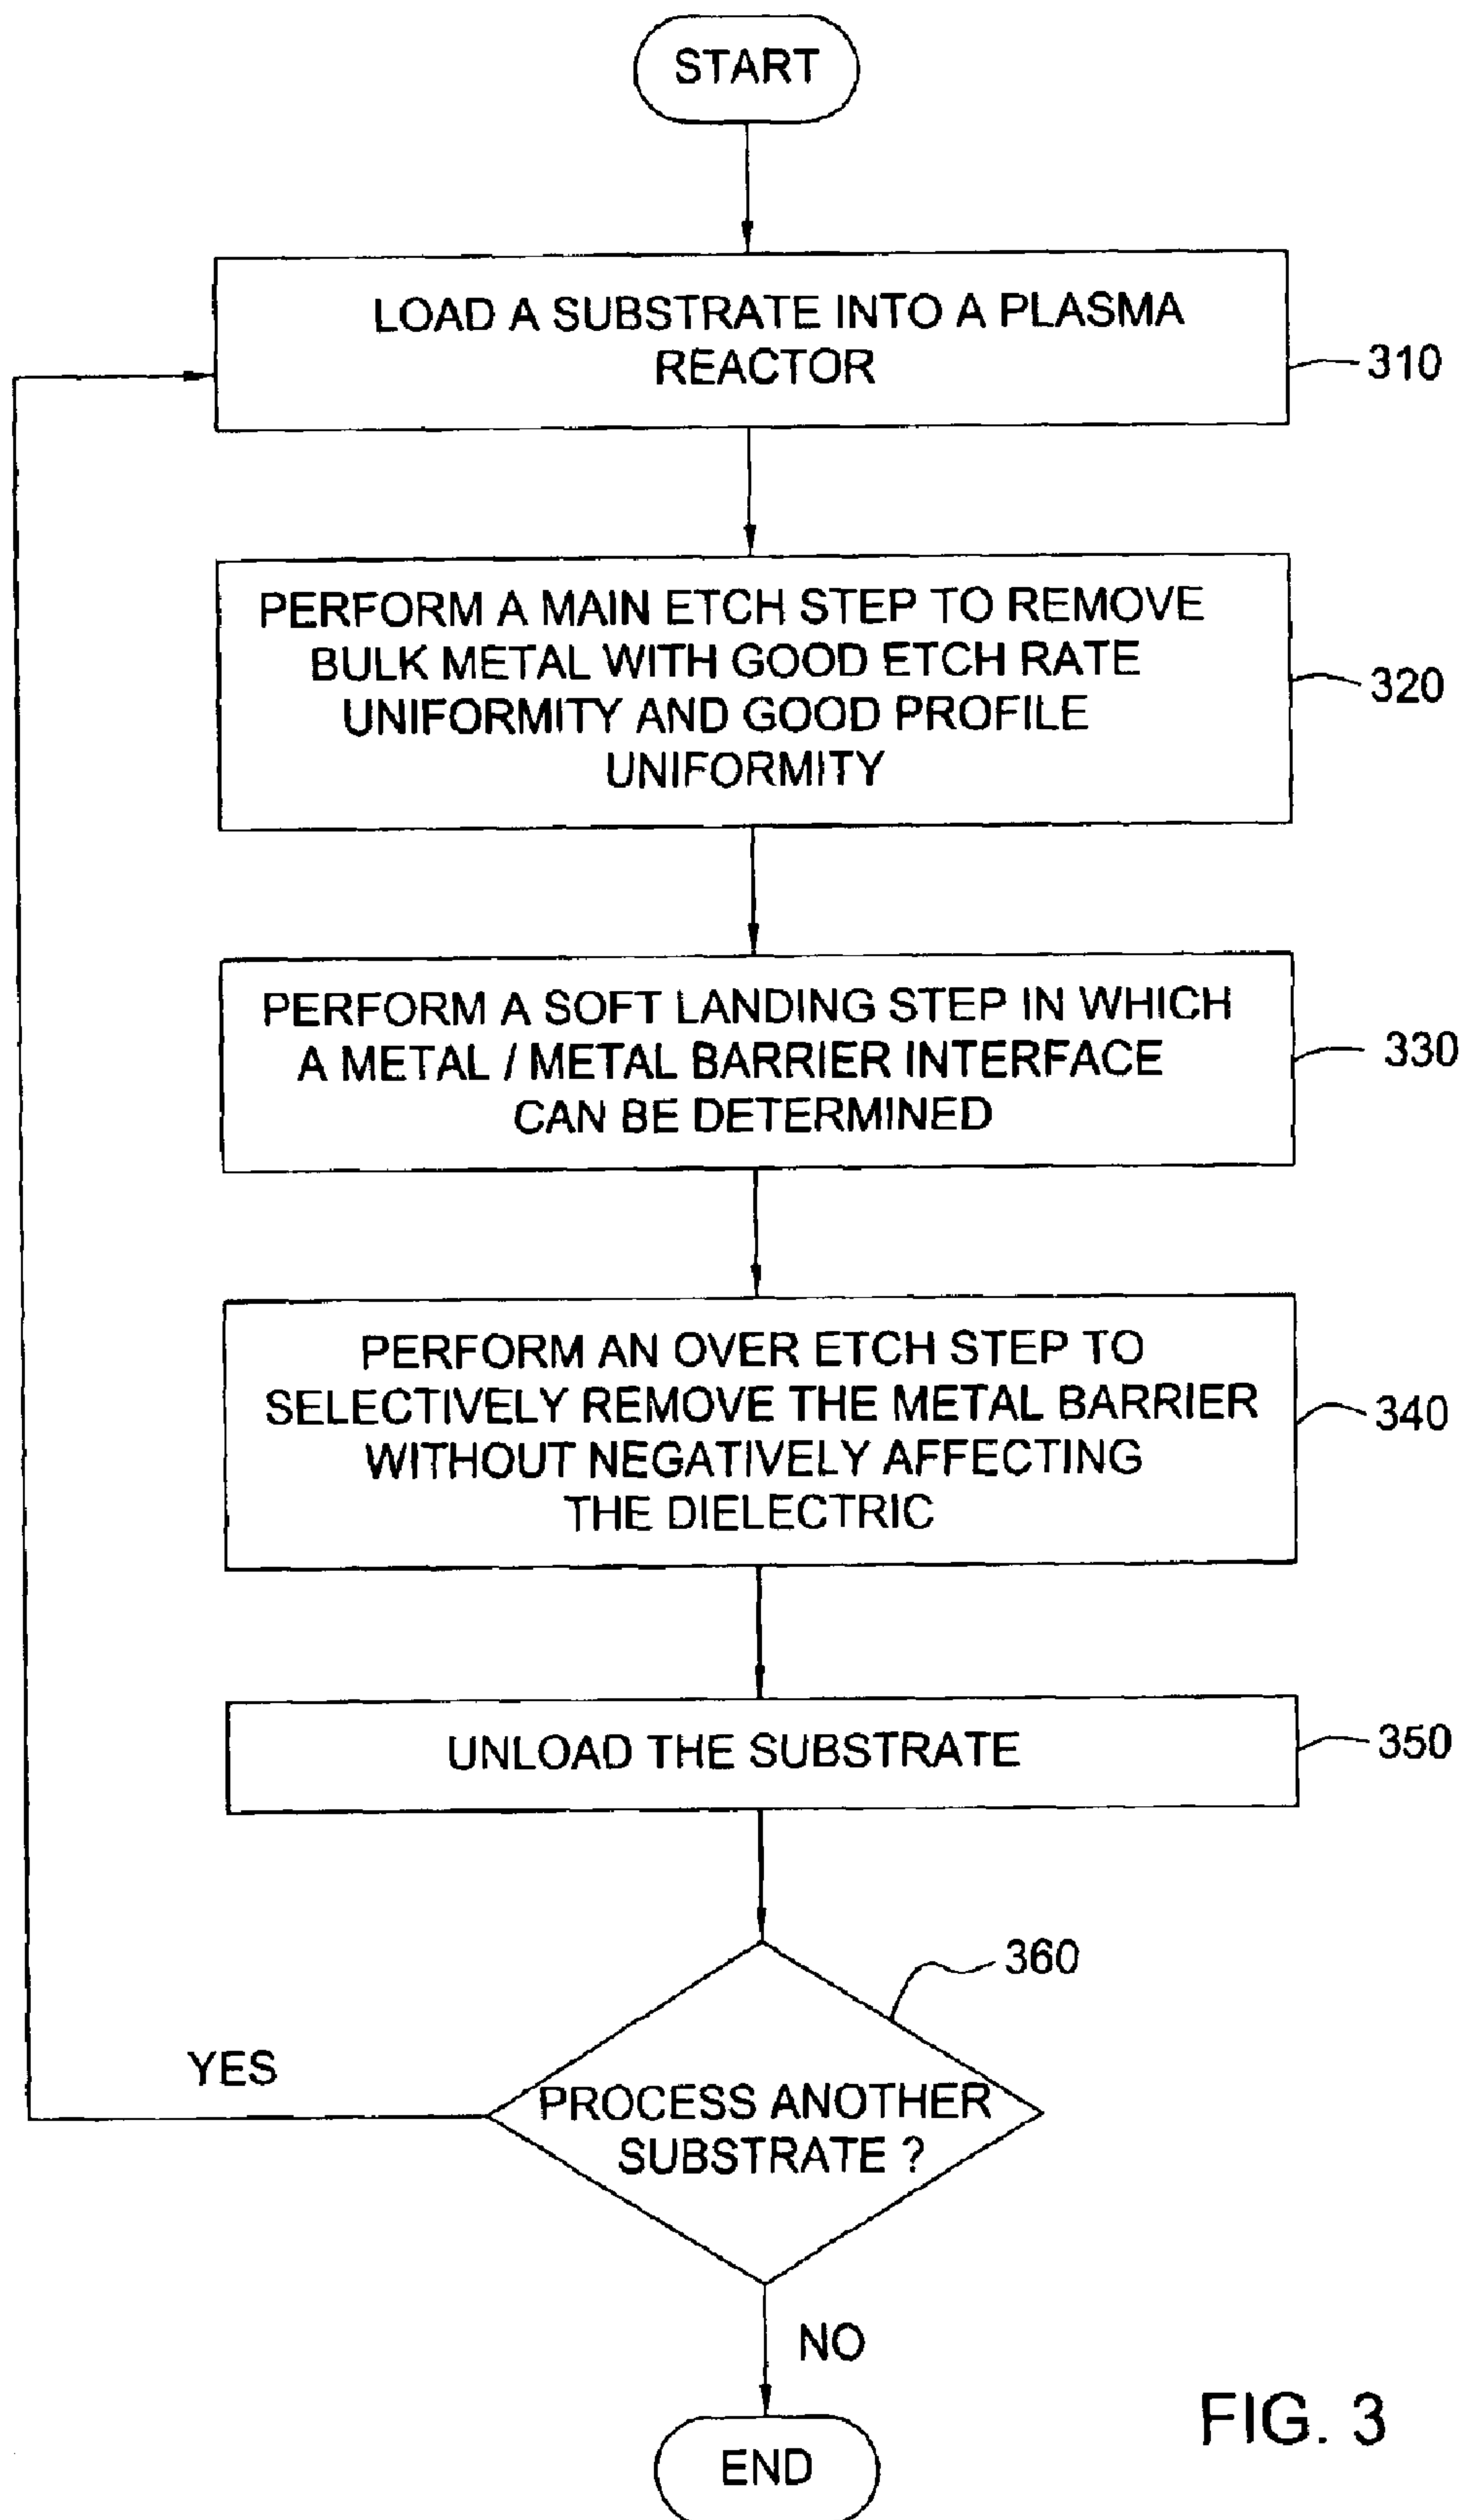 START
LOAD A SUBSTRATE INTO A PLASMA
REACTOR
310
PERFORM A MAIN ETCH STEP TO REMOVE
BULK METAL WITH GOOD ETCH RATE
UNIFORMITY AND GOOD PROFILE
UNIFORMITY
320
PERFORM A SOFT LANDING STEP IN WHICH
A METAL / METAL BARRIER INTERFACE
CAN BE DETERMINED
330
PERFORM AN OVER ETCH STEP TO
SELECTIVELY REMOVE THE METAL BARRIER
WITHOUT NEGATIVELY AFFECTING
THE DIELECTRIC
340
UNLOAD THE SUBSTRATE
350
360
YES
PROCESS ANOTHER
SUBSTRATE ?
NO
END
FIG. 3